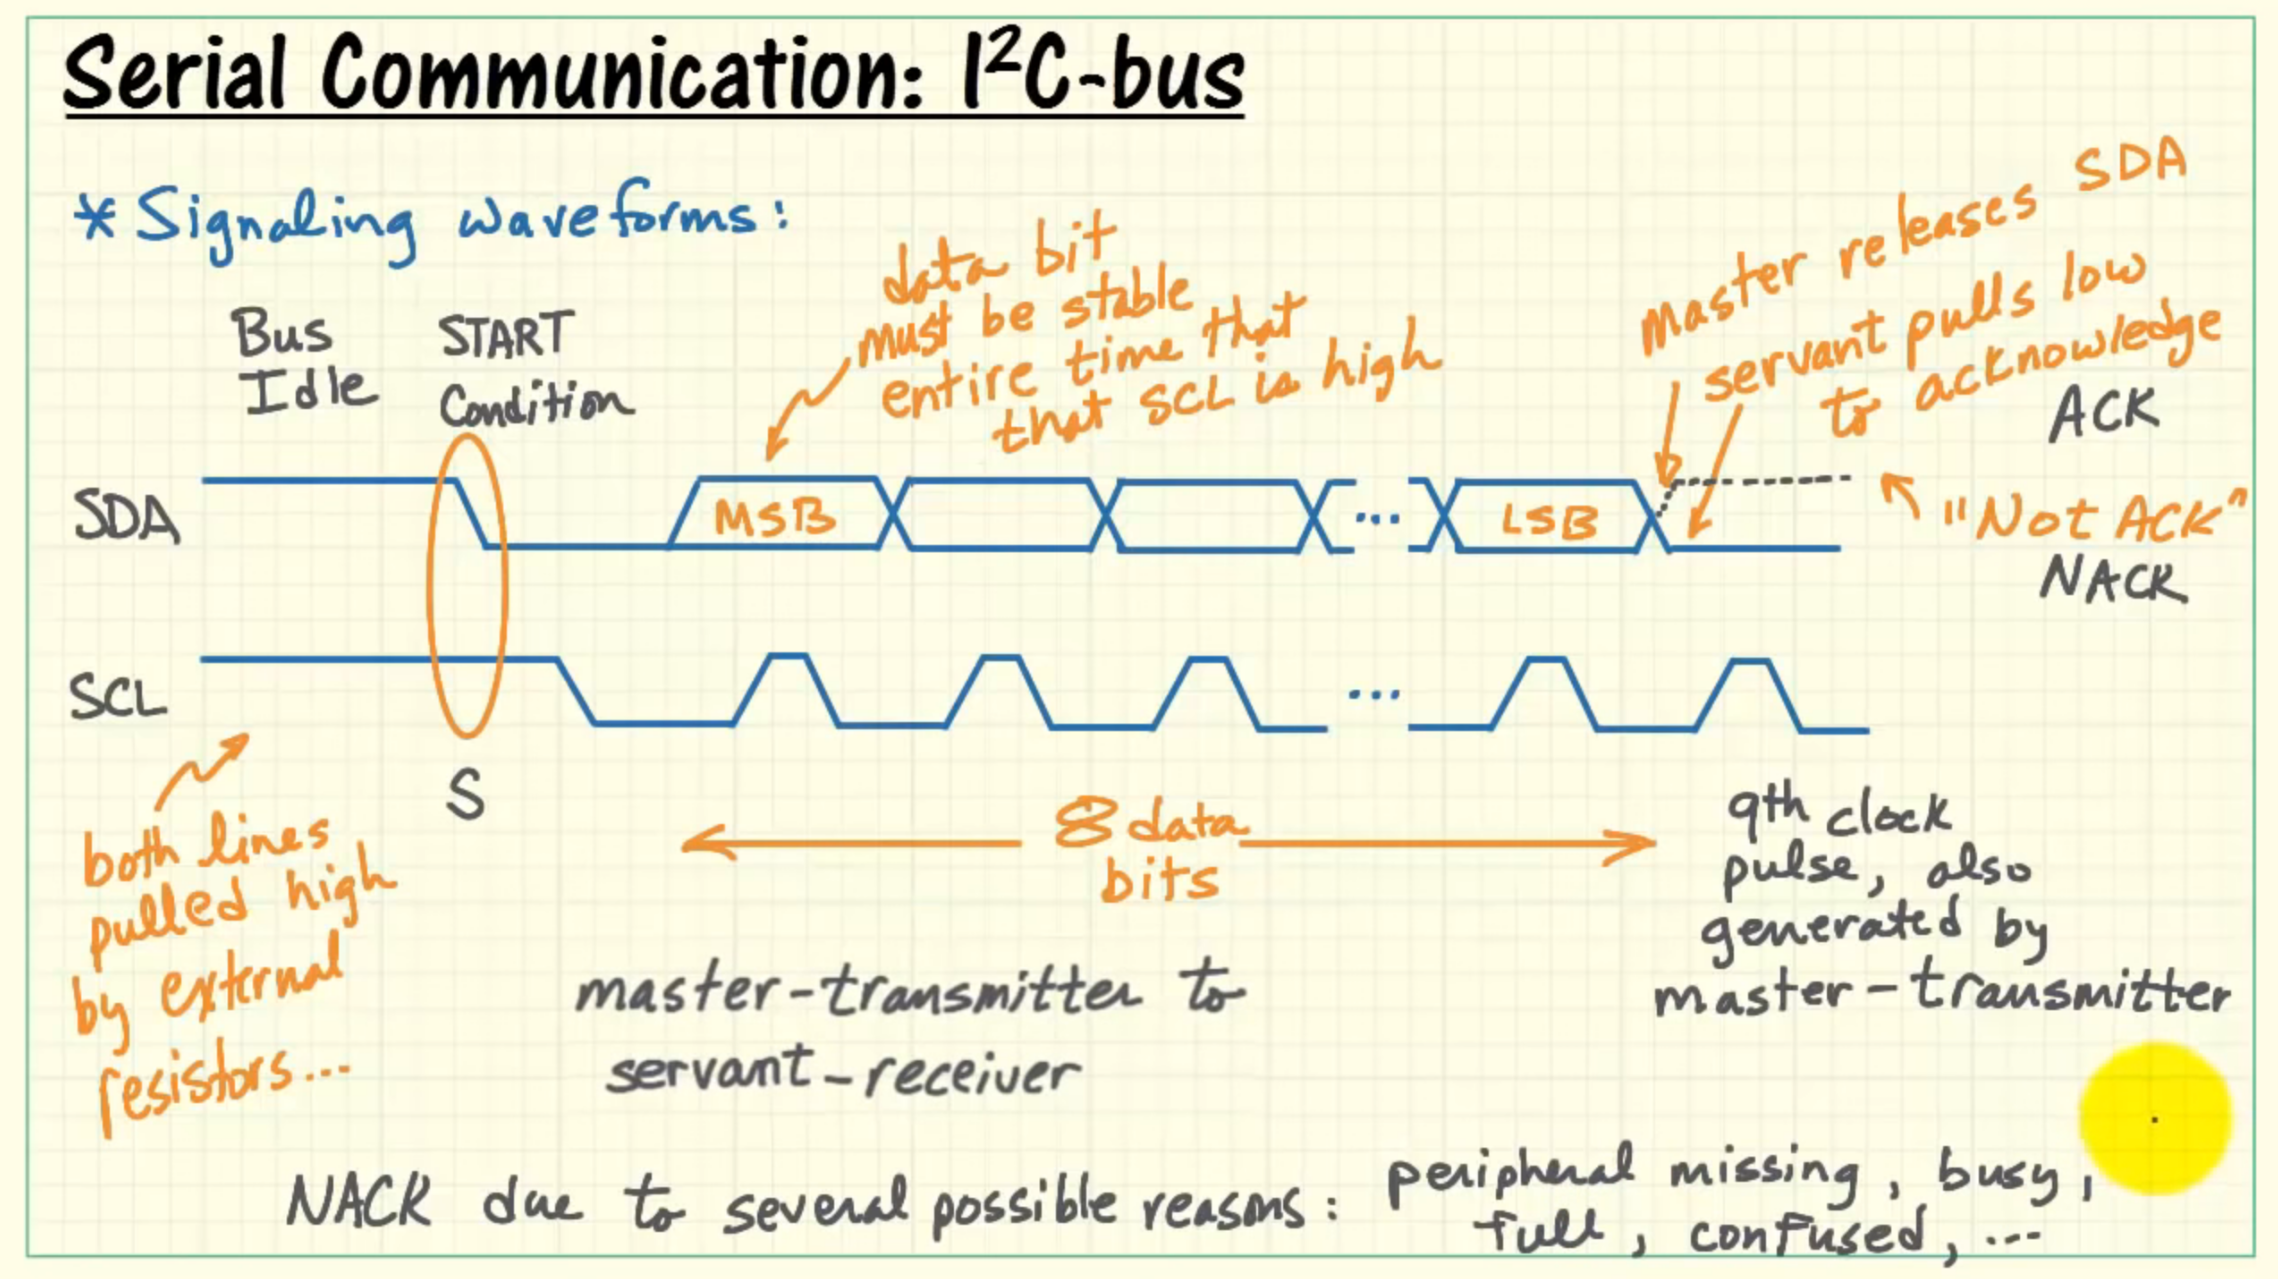 Serial Communication: I²C-bus
* Signaling waveforms:
Bus
Idle
START
Condition
data bit
must be stable
entire time that
that SCL is high
master releases SDA
servant pulls low
to acknowledge
ACK
"Not ACK"
NACK
SDA
MSB
...
LSB
SCL
...
S
both lines
pulled high
by external
resistors...
8 data
bits
9th clock
pulse, also
generated by
master-transmitter
master-transmitter to
servant-receiver
NACK due to several possible reasons: peripheral missing, busy,
full, confused, ...